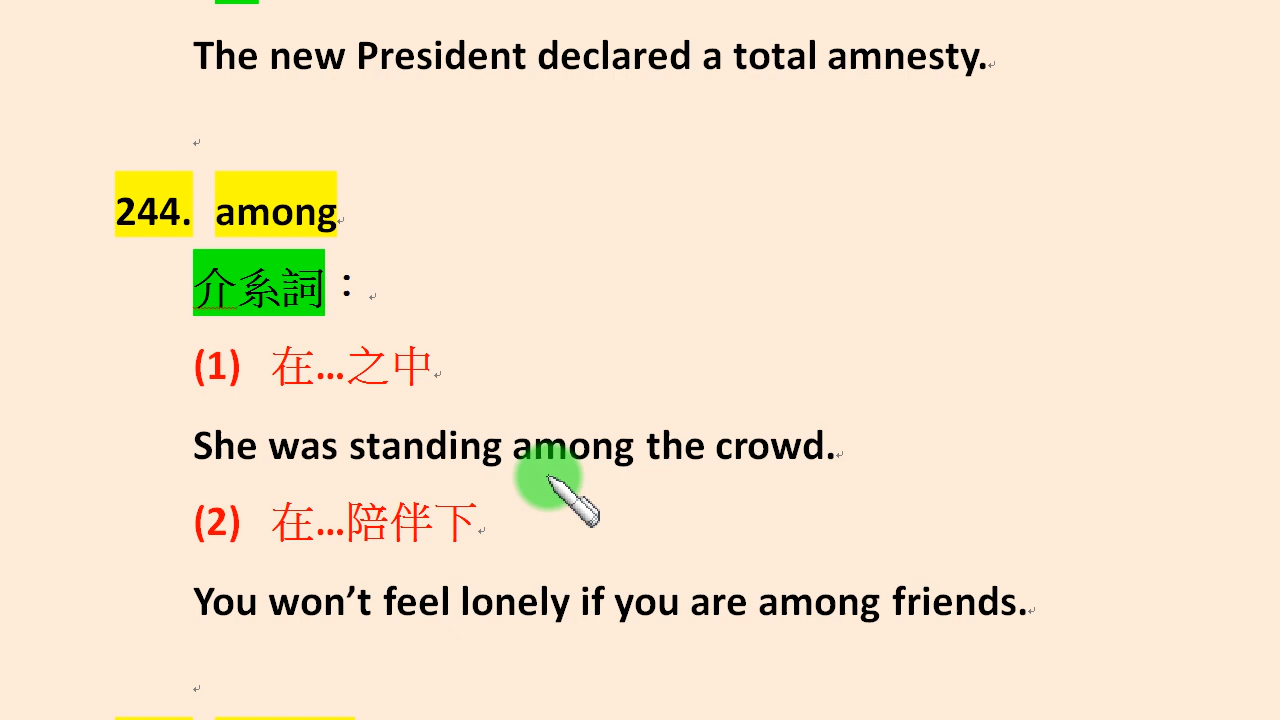 The new President declared a total amnesty.
244. among
介系詞：
(1) 在…之中
She was standing among the crowd.
(2) 在…陪伴下
You won’t feel lonely if you are among friends.